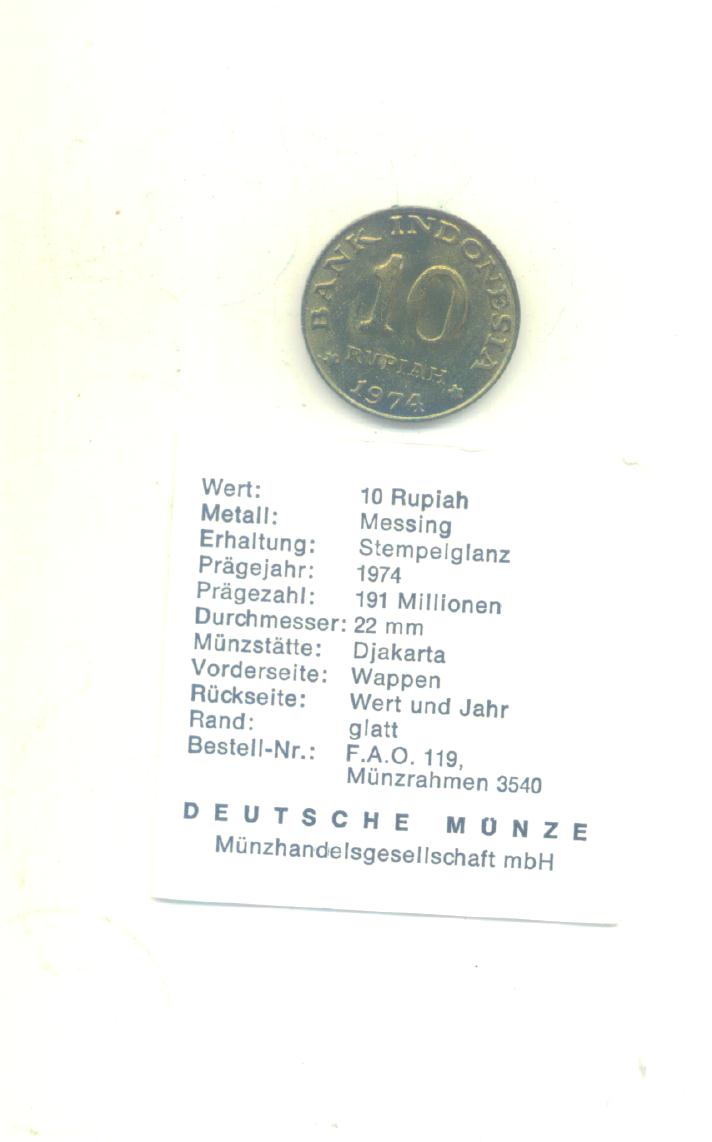 BANK INDONESIA
10
RUPIAH
1974
Wert: 10 Rupiah
Metall: Messing
Erhaltung: Stempelglanz
Prägejahr: 1974
Prägezahl: 191 Millionen
Durchmesser: 22 mm
Münzstätte: Djakarta
Vorderseite: Wappen
Rückseite: Wert und Jahr
Rand: glatt
Bestell-Nr.: F.A.O. 119,
Münzrahmen 3540
DEUTSCHE MÜNZE
Münzhandelsgesellschaft mbH